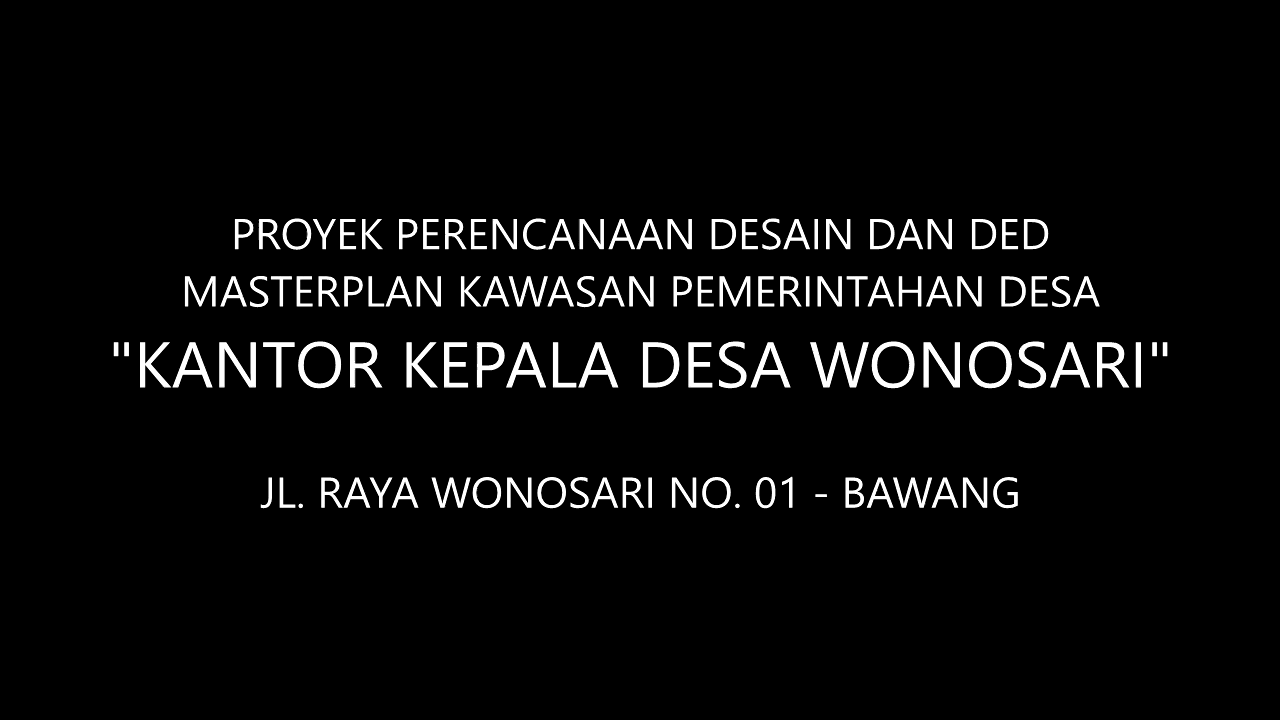 PROYEK PERENCANAAN DESAIN DAN DED
MASTERPLAN KAWASAN PEMERINTAHAN DESA
"KANTOR KEPALA DESA WONOSARI"
JL. RAYA WONOSARI NO. 01 - BAWANG